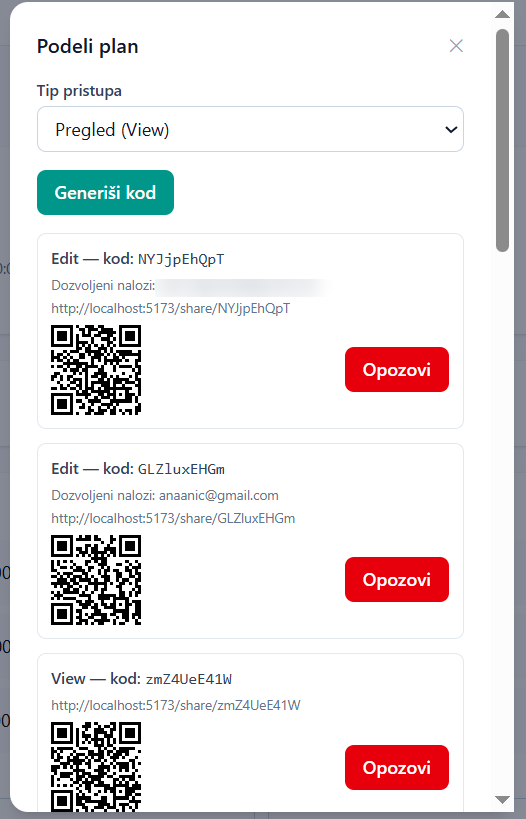 Podeli plan
Tip pristupa
Pregled (View)
Generiši kod
Edit — kod: NYJjpEhQpT
Dozvoljeni nalozi:
http://localhost:5173/share/NYJjpEhQpT
Opozovi
Edit — kod: GLZluxEHGm
Dozvoljeni nalozi: anaanic@gmail.com
http://localhost:5173/share/GLZluxEHGm
Opozovi
View — kod: zmZ4UeE41W
http://localhost:5173/share/zmZ4UeE41W
Opozovi